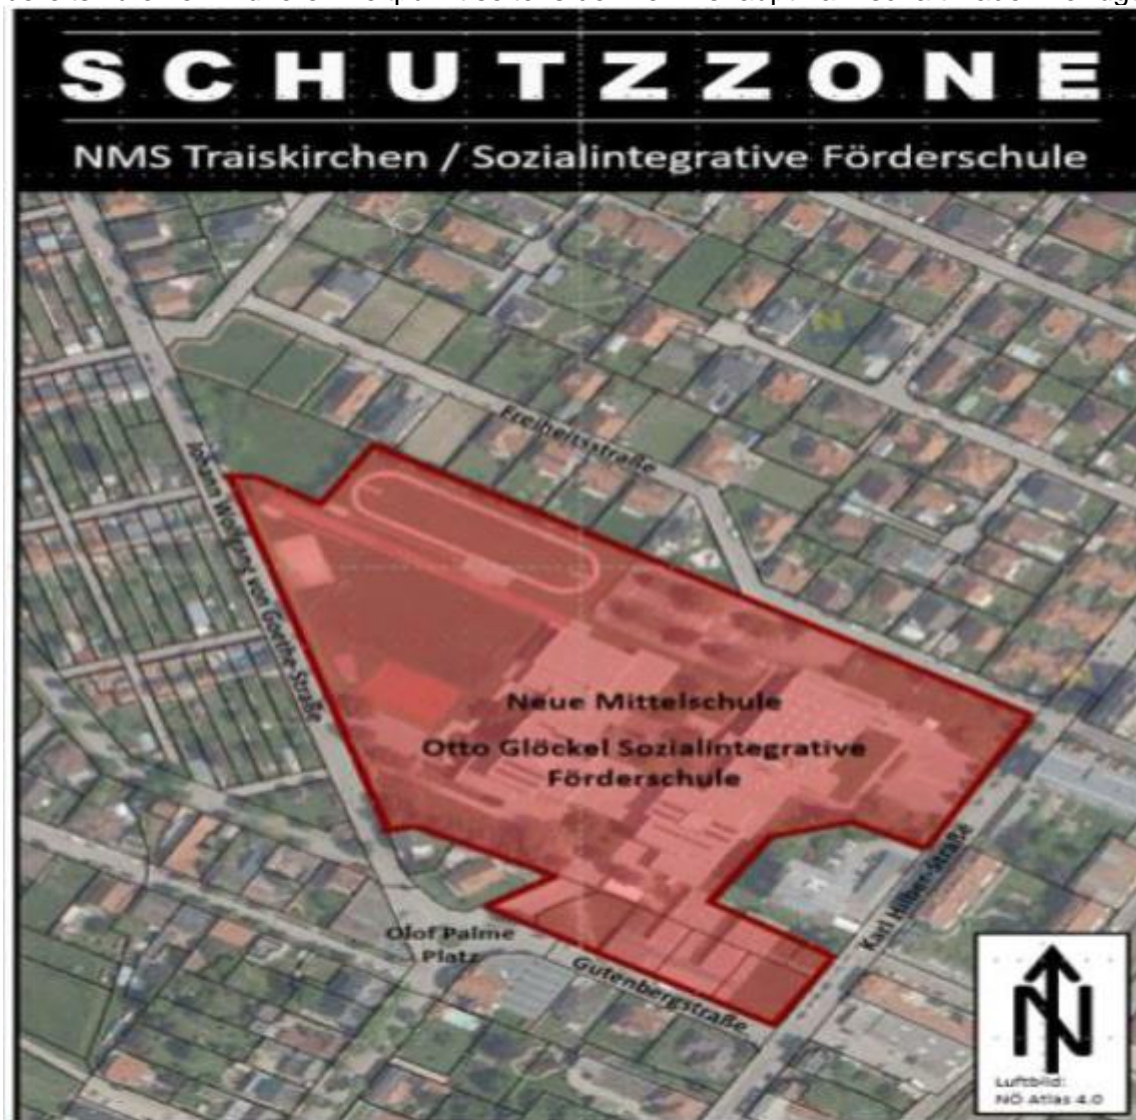 SCHUTZZONE
NMS Traiskirchen / Sozialintegrative Förderschule
Freiheitsstraße
Johann Wolfgang von Goethe-Straße
Neue Mittelschule
Otto Glöckel Sozialintegrative
Förderschule
Karl Hilber-Straße
Olof Palme
Platz
Gutenbergstraße
N
Luftbild:
NÖ Atlas 4.0